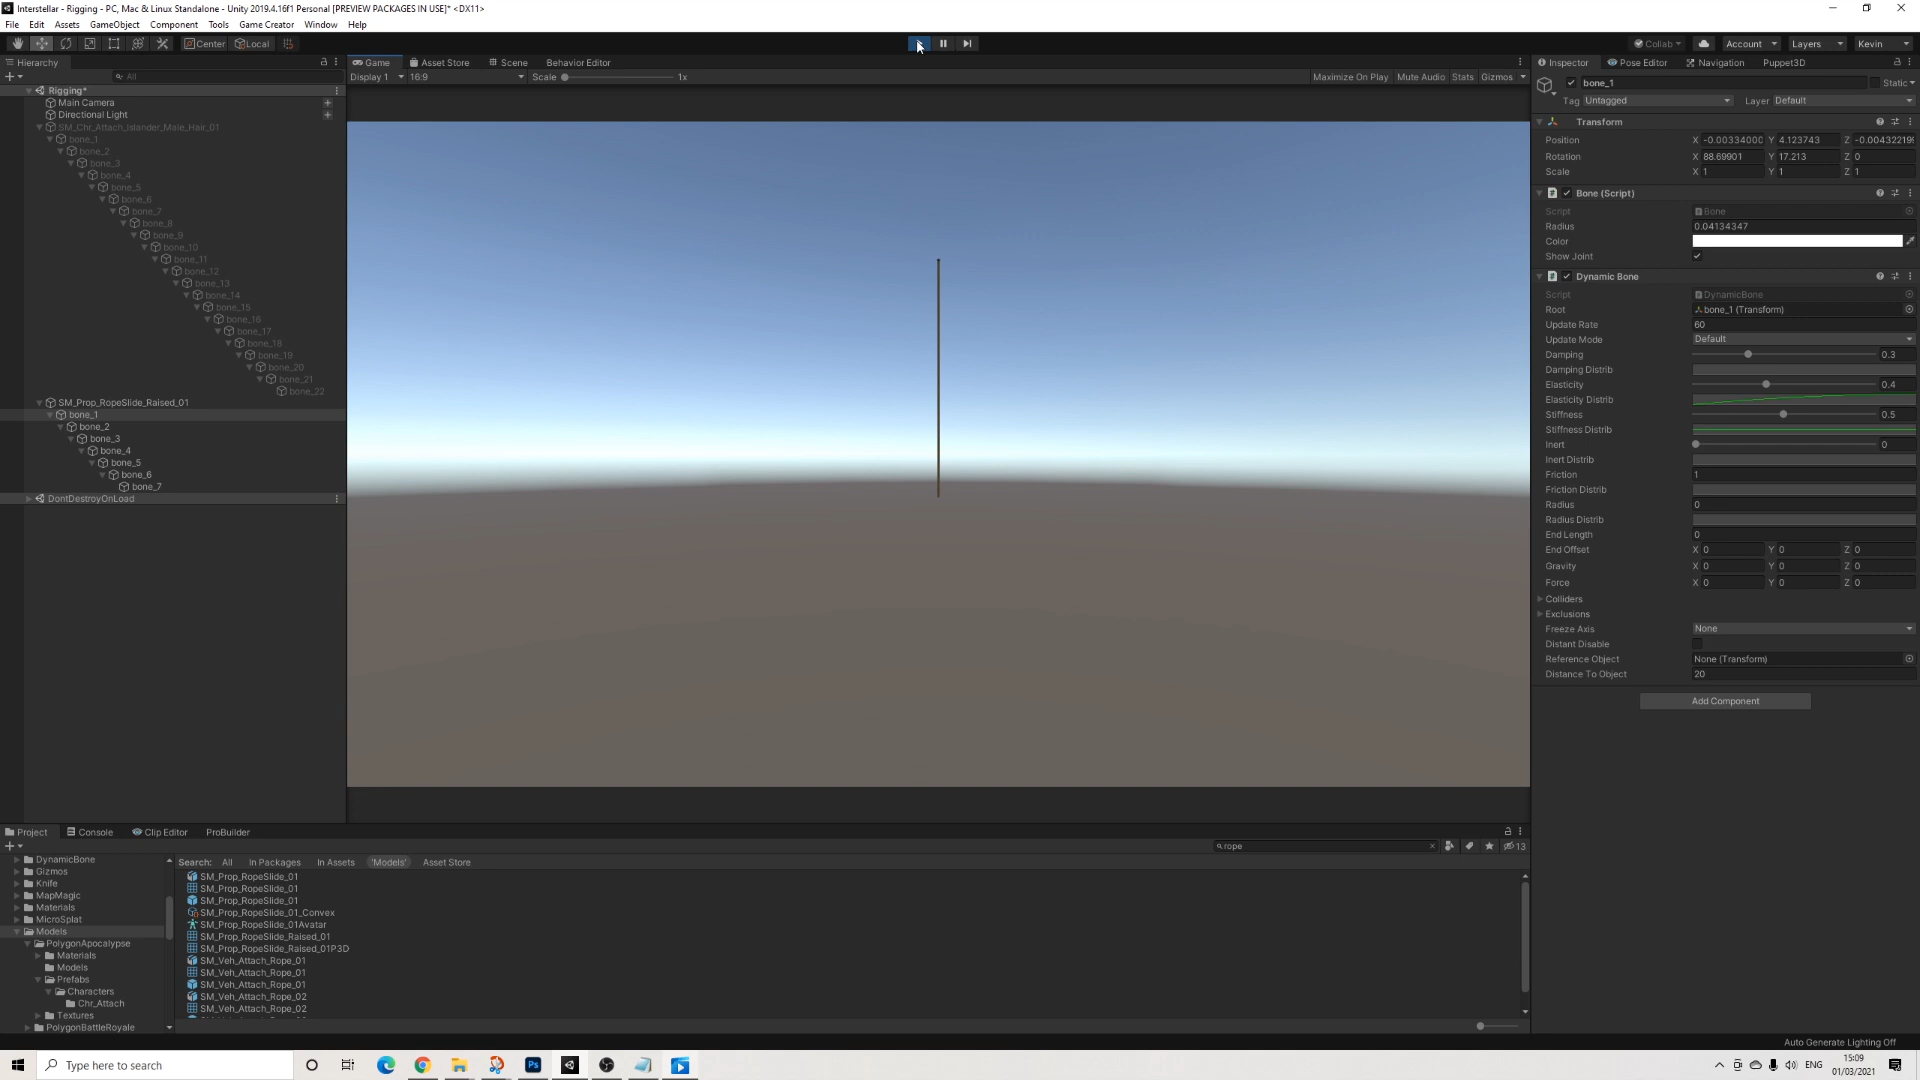 Interstellar - Rigging - PC, Mac & Linux Standalone - Unity 2019.4.16f1 Personal [PREVIEW PACKAGES IN USE]* <DX11>
File Edit Assets GameObject Component Tools Game Creator Window Help
Center Local Collab Account Layers Kevin
Hierarchy Game Asset Store Scene Behavior Editor Inspector Pose Editor Navigation Puppet3D
All Display 1 16:9 Scale 1x Maximize On Play Mute Audio Stats Gizmos
bone_1 Static
Tag Untagged Layer Default
Rigging*
Main Camera
Directional Light
SM_Chr_Attach_Islander_Male_Hair_01
bone_1
bone_2
bone_3
bone_4
bone_5
bone_6
bone_7
bone_8
bone_9
bone_10
bone_11
bone_12
bone_13
bone_14
bone_15
bone_16
bone_17
bone_18
bone_19
bone_20
bone_21
bone_22
SM_Prop_RopeSlide_Raised_01
bone_1
bone_2
bone_3
bone_4
bone_5
bone_6
bone_7
DontDestroyOnLoad
Transform
Position X -0.0033400 Y 4.123743 Z -0.00432219
Rotation X 88.69901 Y 17.213 Z 0
Scale X 1 Y 1 Z 1
Bone (Script)
Script Bone
Radius 0.04134347
Color
Show Joint
Dynamic Bone
Script DynamicBone
Root bone_1 (Transform)
Update Rate 60
Update Mode Default
Damping 0.3
Damping Distrib
Elasticity 0.4
Elasticity Distrib
Stiffness 0.5
Stiffness Distrib
Inert 0
Inert Distrib
Friction 1
Friction Distrib
Radius 0
Radius Distrib
End Length 0
End Offset X 0 Y 0 Z 0
Gravity X 0 Y 0 Z 0
Force X 0 Y 0 Z 0
Colliders
Exclusions
Freeze Axis None
Distant Disable
Reference Object None (Transform)
Distance To Object 20
Add Component
Project Console Clip Editor ProBuilder
rope 13
Search: All In Packages In Assets 'Models' Asset Store
DynamicBone
Gizmos
Knife
MapMagic
Materials
MicroSplat
Models
PolygonApocalypse
Materials
Models
Prefabs
Characters
Chr_Attach
Textures
PolygonBattleRoyale
SM_Prop_RopeSlide_01
SM_Prop_RopeSlide_01
SM_Prop_RopeSlide_01
SM_Prop_RopeSlide_01_Convex
SM_Prop_RopeSlide_01Avatar
SM_Prop_RopeSlide_Raised_01
SM_Prop_RopeSlide_Raised_01P3D
SM_Veh_Attach_Rope_01
SM_Veh_Attach_Rope_01
SM_Veh_Attach_Rope_01
SM_Veh_Attach_Rope_02
SM_Veh_Attach_Rope_02
Auto Generate Lighting Off
Type here to search
Ps
ENG
15:09
01/03/2021